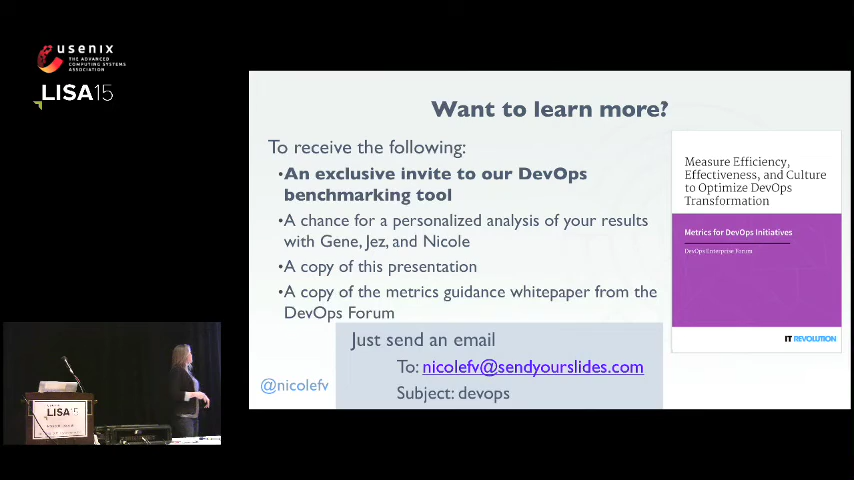 usenix
THE ADVANCED
COMPUTING SYSTEMS
ASSOCIATION
LISA15
Want to learn more?
To receive the following:
•An exclusive invite to our DevOps
benchmarking tool
•A chance for a personalized analysis of your results
with Gene, Jez, and Nicole
•A copy of this presentation
•A copy of the metrics guidance whitepaper from the
DevOps Forum
Just send an email
To: nicolefv@sendyourslides.com
Subject: devops
@nicolefv
Measure Efficiency,
Effectiveness, and Culture
to Optimize DevOps
Transformation
Metrics for DevOps Initiatives
DevOps Enterprise Forum
IT REVOLUTION
LISA15